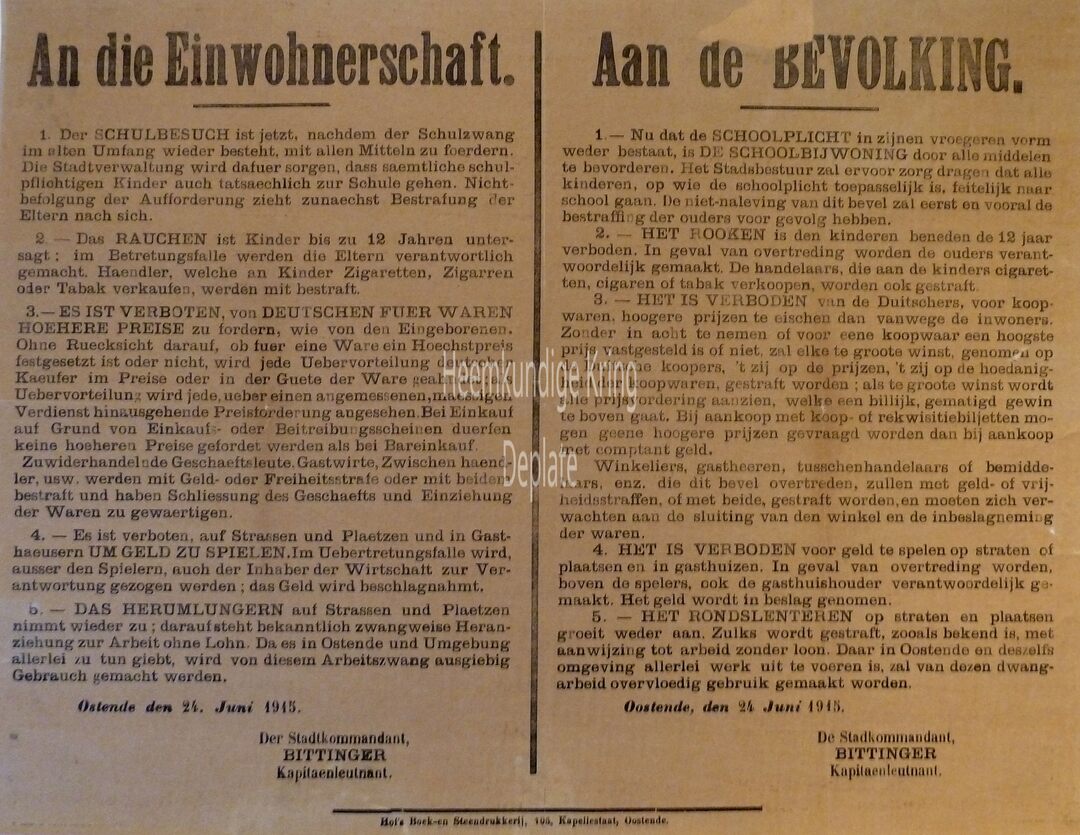 An die Einwohnerschaft.
1. Der SCHULBESUCH ist jetzt, nachdem der Schulzwang
im alten Umfang wieder besteht, mit allen Mitteln zu foerdern.
Die Stadtverwaltung wird dafuer sorgen, dass saemtliche schul-
pflichtigen Kinder auch tatsaechlich zur Schule gehen. Nicht-
befolgung der Aufforderung zieht zunaechst Bestrafung der
Eltern nach sich.
2. — Das RAUCHEN ist Kinder bis zu 12 Jahren unter-
sagt; im Betretungsfalle werden die Eltern verantwortlich
gemacht. Haendler, welche an Kinder Zigaretten, Zigarren
oder Tabak verkaufen, werden mit bestraft.
3.— ES IST VERBOTEN, von DEUTSCHEN FUER WAREN
HOEHERE PREISE zu fordern, wie von den Eingeborenen.
Ohne Ruecksicht darauf, ob fuer eine Ware ein Hoechstpreis
festgesetzt ist oder nicht, wird jede Uebervorteilung deutscher
Kaeufer im Preise oder in der Guete der Ware geahndet; als
Uebervorteilung wird jede, ueber einen angemessenen, maessigen
Verdienst hinausgehende Preisforderung angesehen. Bei Einkauf
auf Grund von Einkaufs- oder Beitreibungsscheinen duerfen
keine hoeheren Preise gefordet werden als bei Bareinkauf.
Zuwiderhandelnde Geschaeftsleute, Gastwirte, Zwischen haend-
ler, usw. werden mit Geld- oder Freiheitsstrafe oder mit beiden
bestraft und haben Schliessung des Geschaefts und Einziehung
der Waren zu gewaertigen.
4. — Es ist verboten, auf Strassen und Plaetzen und in Gast-
haeusern UM GELD ZU SPIELEN. Im Uebertretungsfalle wird,
ausser den Spielern, auch der Inhaber der Wirtschaft zur Ver-
antwortung gezogen werden; das Geld wird beschlagnahmt.
5. — DAS HERUMLUNGERN auf Strassen und Plaetzen
nimmt wieder zu; darauf steht bekanntlich zwangweise Heran-
ziehung zur Arbeit ohne Lohn. Da es in Ostende und Umgebung
allerlei zu tun giebt, wird von diesem Arbeitszwang ausgiebig
Gebrauch gemacht werden.
Ostende den 24. Juni 1915.
Der Stadtkommandant,
BITTINGER
Kapitaenleutnant.
Aan de BEVOLKING.
1.— Nu dat de SCHOOLPLICHT in zijnen vroegeren vorm
weder bestaat, is DE SCHOOLBIJWONING door alle middelen
te bevorderen. Het Stadsbestuur zal ervoor zorg dragen dat alle
kinderen, op wie de schoolplicht toepasselijk is, feitelijk naar
school gaan. De niet-naleving van dit bevel zal eerst en vooral de
bestraffing der ouders voor gevolg hebben.
2. — HET ROOKEN is den kinderen beneden de 12 jaar
verboden. In geval van overtreding worden de ouders verant-
woordelijk gemaakt. De handelaars, die aan de kinders cigaret-
ten, cigaren of tabak verkoopen, worden ook gestraft.
3. — HET IS VERBODEN van de Duitschers, voor koop-
waren, hoogere prijzen te eischen dan vanwege de inwoners.
Zonder in acht te nemen of voor eene koopwaar een hoogste
prijs vastgesteld is of niet, zal elke te groote winst, genomen op
Duitsche koopers, 't zij op de prijzen, 't zij op de hoedanig-
heid der koopwaren, gestraft worden; als te groote winst wordt
elke prijsvordering aanzien, welke een billijk, gematigd gewin
te boven gaat. Bij aankoop met koop- of rekwisitiebiljetten mo-
gen geene hoogere prijzen gevraagd worden dan bij aankoop
met comptant geld.
Winkeliers, gastheeren, tusschenhandelaars of bemidde-
laars, enz. die dit bevel overtreden, zullen met geld- of vrij-
heidsstraffen, of met beide, gestraft worden, en moeten zich ver-
wachten aan de sluiting van den winkel en de inbeslagneming
der waren.
4. HET IS VERBODEN voor geld te spelen op straten of
plaatsen en in gasthuizen. In geval van overtreding worden,
boven de spelers, ook de gasthuishouder verantwoordelijk ge-
maakt. Het geld wordt in beslag genomen.
5. — HET RONDSLENTEREN op straten en plaatsen
groeit weder aan. Zulks wordt gestraft, zooals bekend is, met
aanwijzing tot arbeid zonder loon. Daar in Oostende en deszelfs
omgeving allerlei werk uit te voeren is, zal van dezen dwang-
arbeid overvloedig gebruik gemaakt worden.
Oostende, den 24 Juni 1915.
De Stadkommandant,
BITTINGER
Kapitaenleutnant.
Hof's Boek-en Steendrukkerij, 105, Kapellestaat, Oostende.
Heemkundige Kring
Deplate